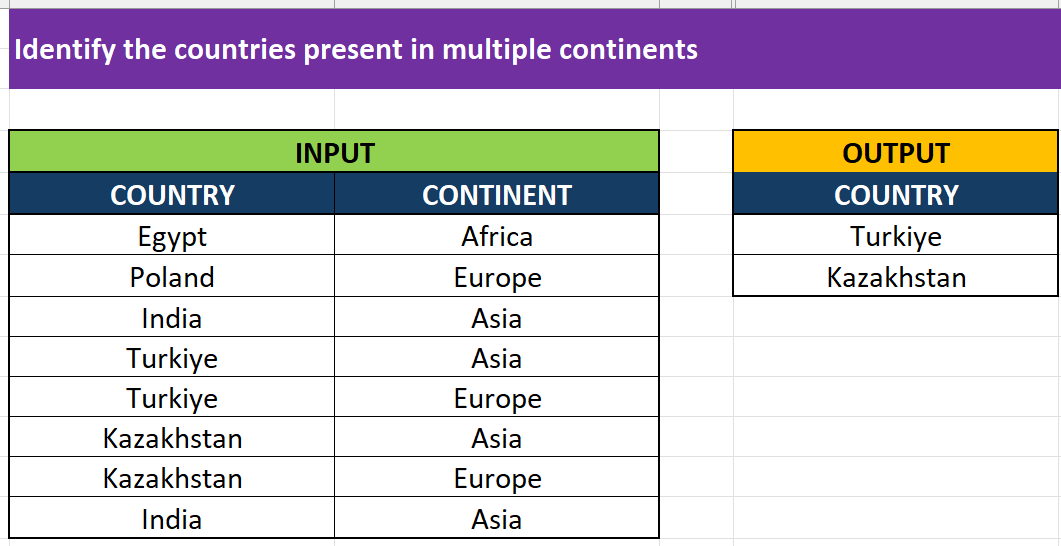 Identify the countries present in multiple continents
INPUT OUTPUT
COUNTRY CONTINENT COUNTRY
Egypt Africa Turkiye
Poland Europe Kazakhstan
India Asia
Turkiye Asia
Turkiye Europe
Kazakhstan Asia
Kazakhstan Europe
India Asia